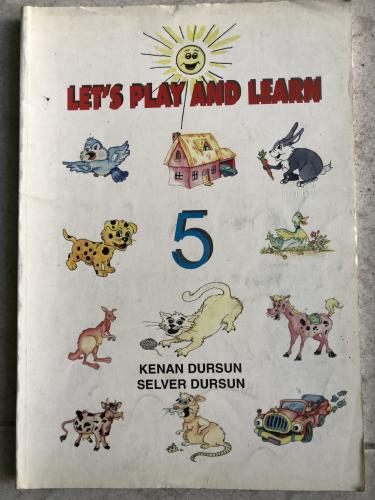 LET'S PLAY AND LEARN
5
KENAN DURSUN
SELVER DURSUN